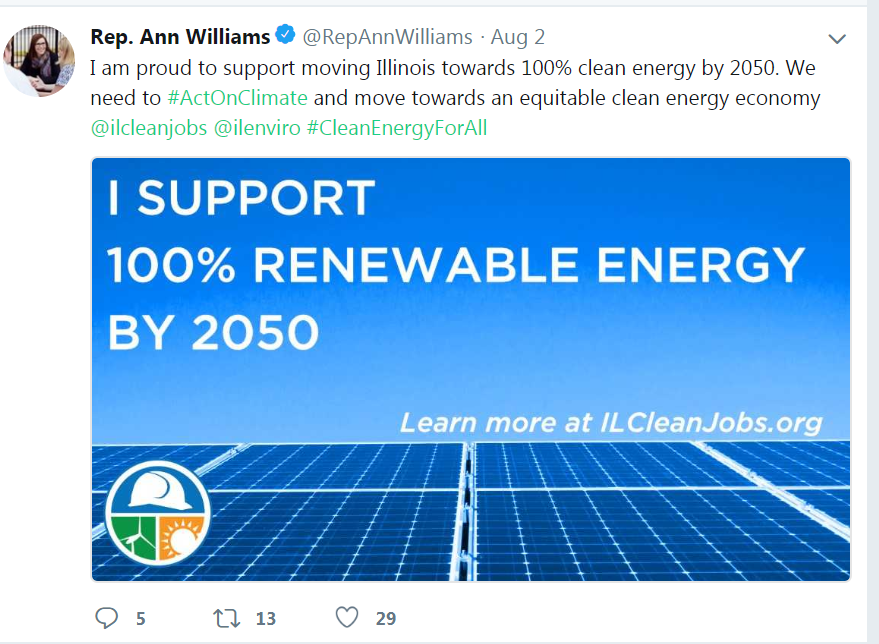 Rep. Ann Williams @RepAnnWilliams · Aug 2
I am proud to support moving Illinois towards 100% clean energy by 2050. We
need to #ActOnClimate and move towards an equitable clean energy economy
@ilcleanjobs @ilenviro #CleanEnergyForAll
I SUPPORT
100% RENEWABLE ENERGY
BY 2050
Learn more at ILCleanJobs.org
5 13 29